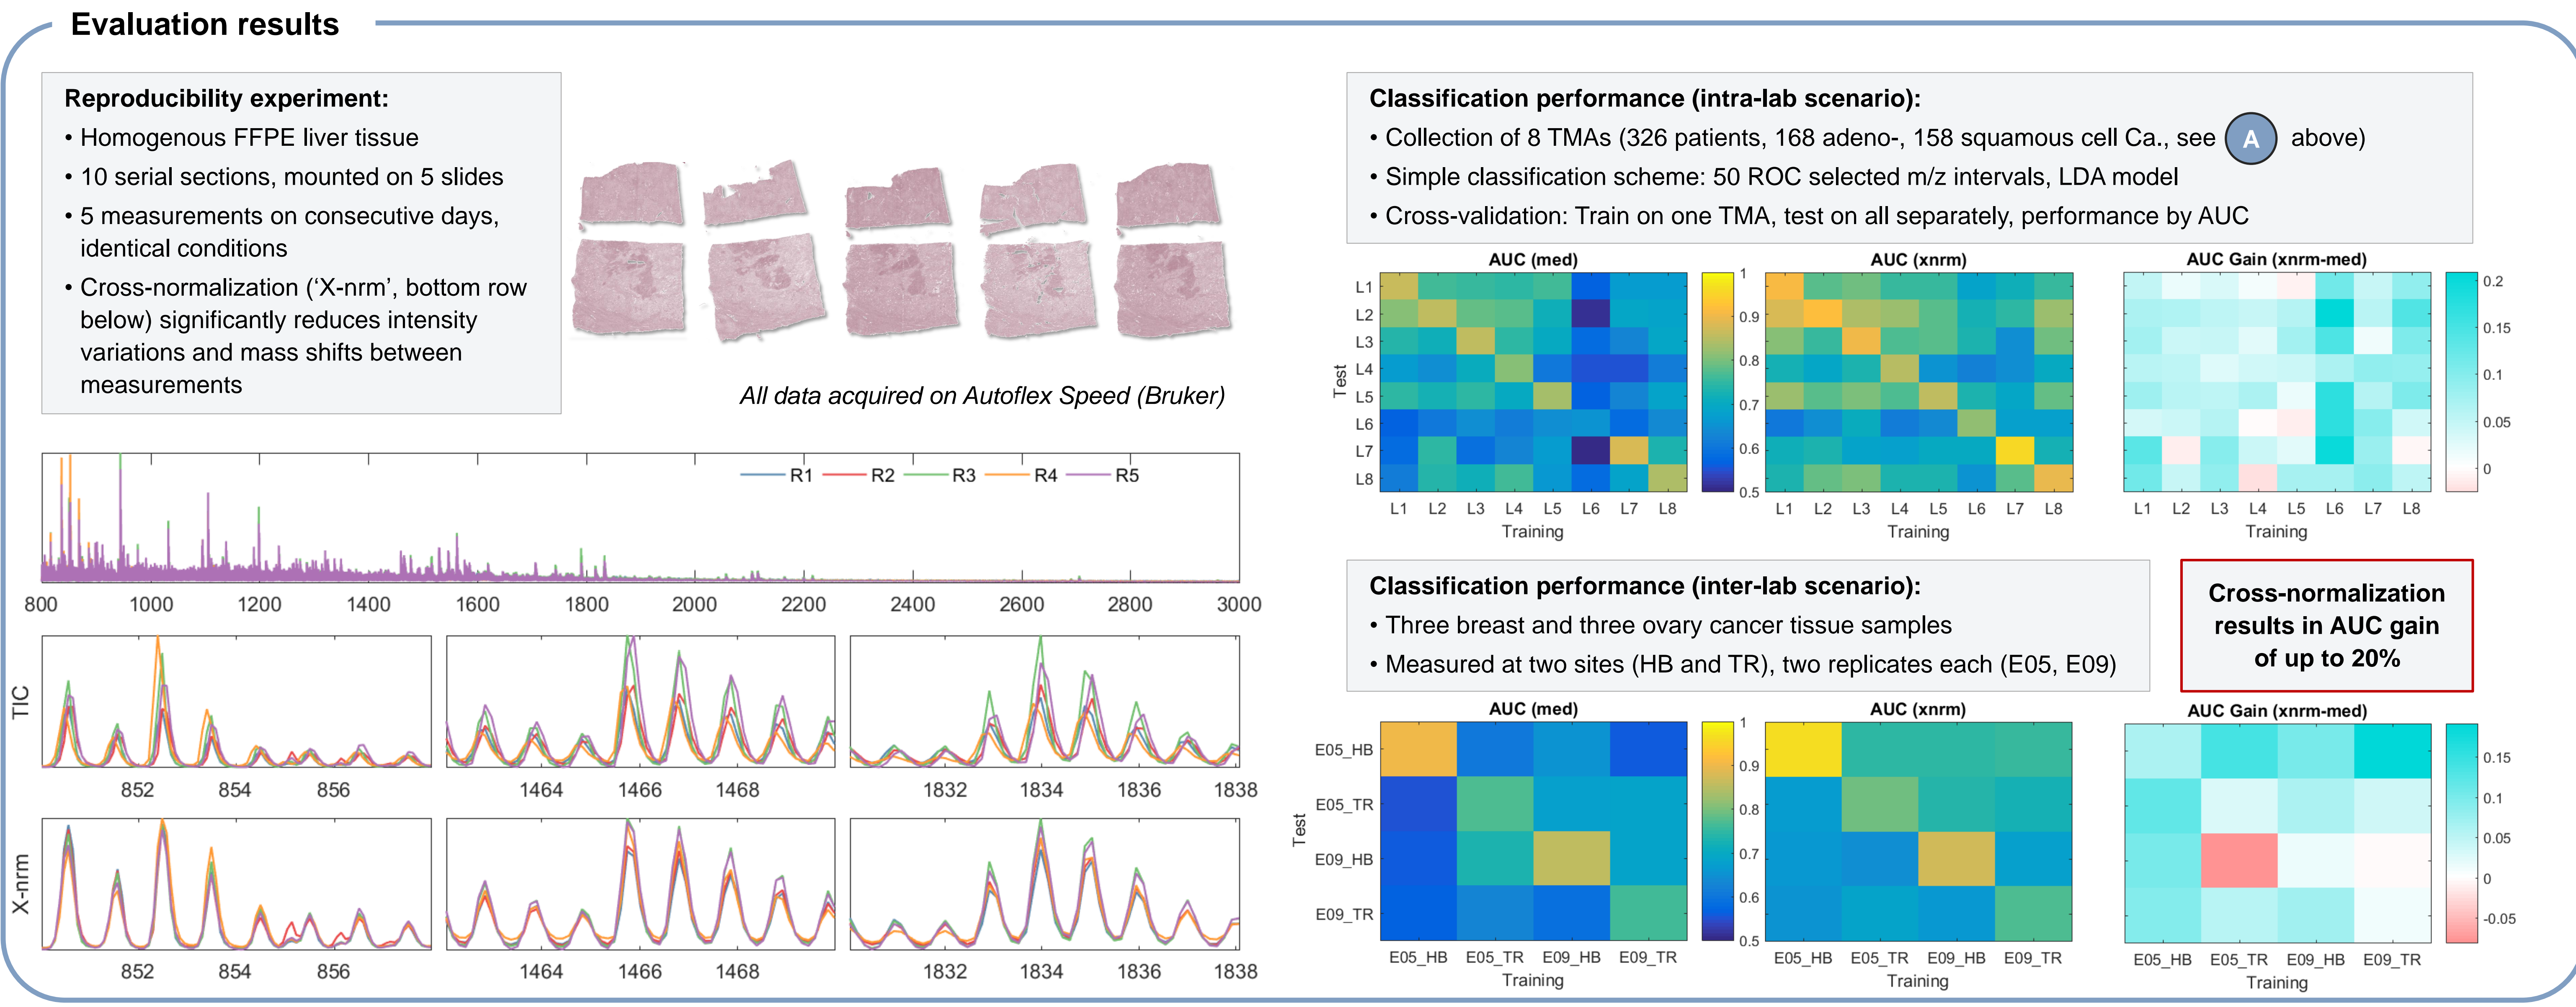 Evaluation results
Reproducibility experiment:
• Homogenous FFPE liver tissue
• 10 serial sections, mounted on 5 slides
• 5 measurements on consecutive days,
identical conditions
• Cross-normalization (‘X-nrm’, bottom row
below) significantly reduces intensity
variations and mass shifts between
measurements
All data acquired on Autoflex Speed (Bruker)
R1 R2 R3 R4 R5
800 1000 1200 1400 1600 1800 2000 2200 2400 2600 2800 3000
TIC
852 854 856
1464 1466 1468
1832 1834 1836 1838
X-nrm
852 854 856
1464 1466 1468
1832 1834 1836 1838
Classification performance (intra-lab scenario):
• Collection of 8 TMAs (326 patients, 168 adeno-, 158 squamous cell Ca., see A above)
• Simple classification scheme: 50 ROC selected m/z intervals, LDA model
• Cross-validation: Train on one TMA, test on all separately, performance by AUC
AUC (med)
Test
L1
L2
L3
L4
L5
L6
L7
L8
L1 L2 L3 L4 L5 L6 L7 L8
Training
1
0.9
0.8
0.7
0.6
0.5
AUC (xnrm)
L1 L2 L3 L4 L5 L6 L7 L8
Training
AUC Gain (xnrm-med)
L1 L2 L3 L4 L5 L6 L7 L8
Training
0.2
0.15
0.1
0.05
0
Classification performance (inter-lab scenario):
• Three breast and three ovary cancer tissue samples
• Measured at two sites (HB and TR), two replicates each (E05, E09)
Cross-normalization
results in AUC gain
of up to 20%
AUC (med)
Test
E05_HB
E05_TR
E09_HB
E09_TR
E05_HB E05_TR E09_HB E09_TR
Training
1
0.9
0.8
0.7
0.6
0.5
AUC (xnrm)
E05_HB E05_TR E09_HB E09_TR
Training
AUC Gain (xnrm-med)
E05_HB E05_TR E09_HB E09_TR
Training
0.15
0.1
0.05
0
-0.05